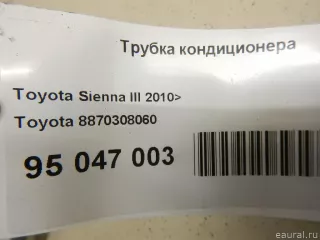 Трубка кондиционера
Toyota Sienna III 2010>
Toyota 8870308060
95 047 003
eaural.ru